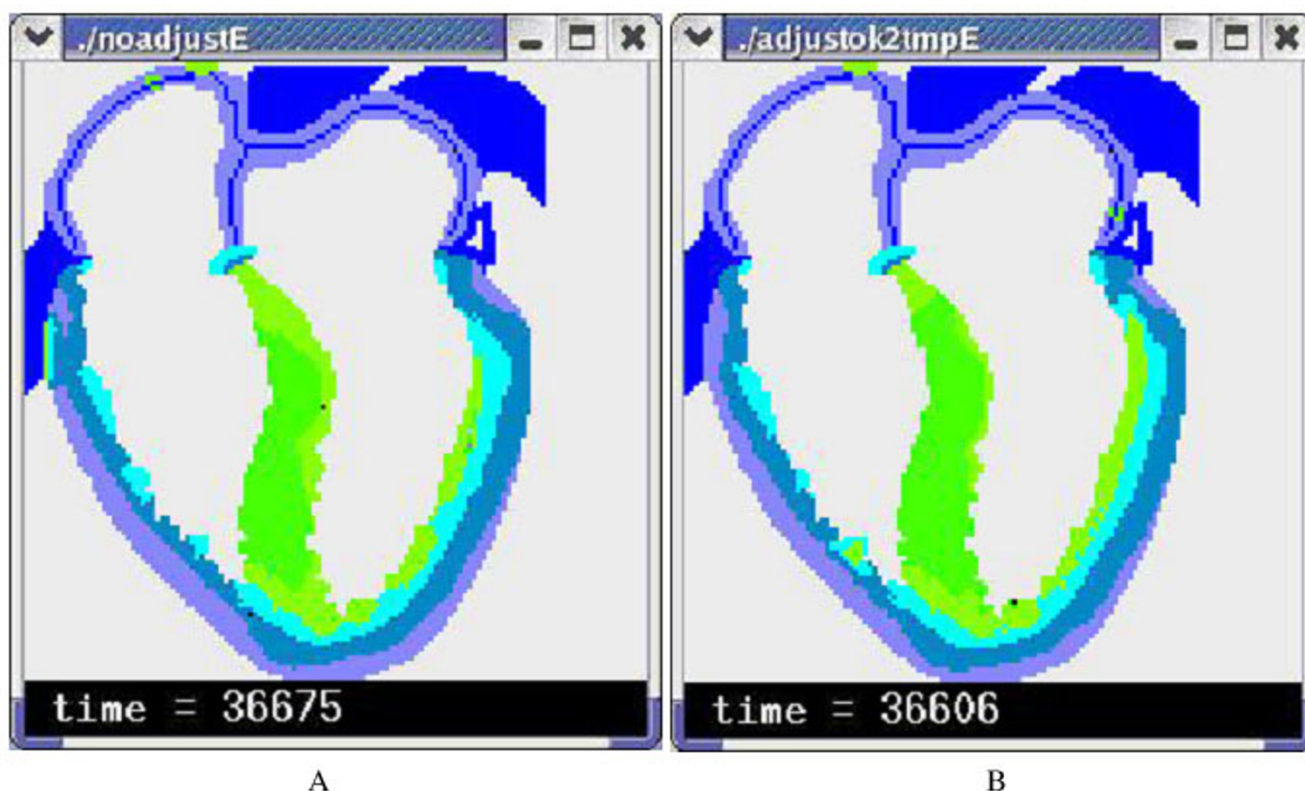 ./noadjustE
./adjustok2tmpE
time = 36675
time = 36606
A
B